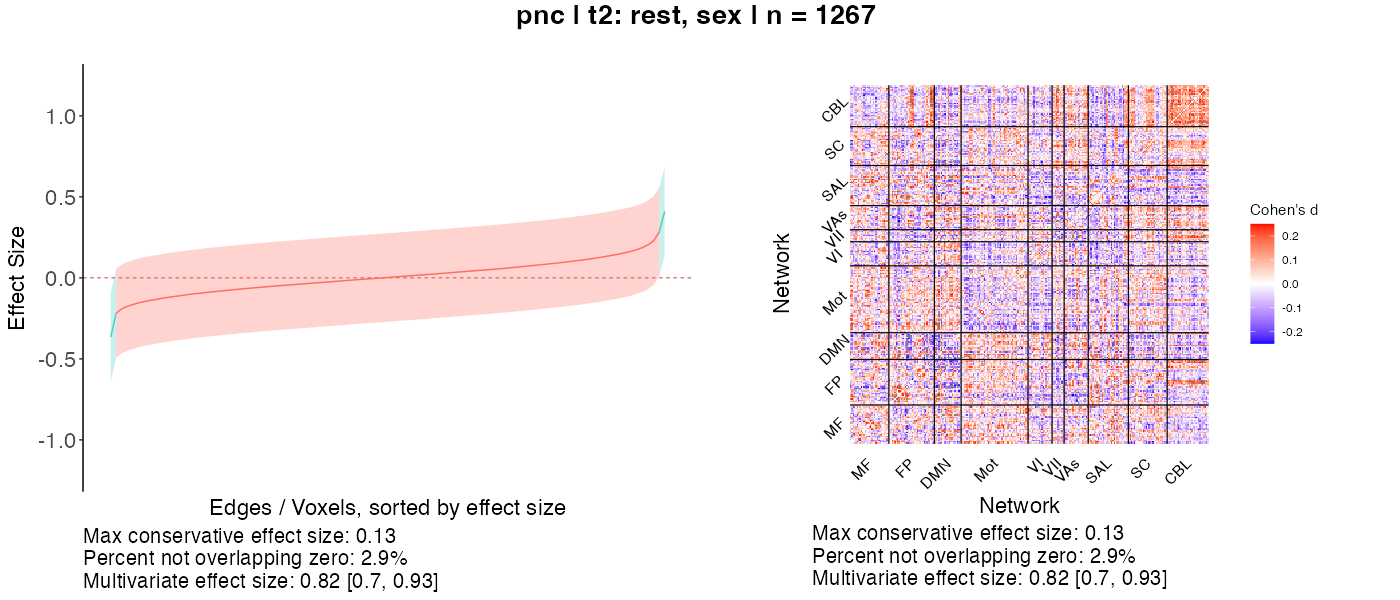 pnc | t2: rest, sex | n = 1267
1.0
0.5
0.0
-0.5
-1.0
Effect Size
Edges / Voxels, sorted by effect size
Max conservative effect size: 0.13
Percent not overlapping zero: 2.9%
Multivariate effect size: 0.82 [0.7, 0.93]
Network
CBL
SC
SAL
VAs
VII
VI
Mot
DMN
FP
MF
MF
FP
DMN
Mot
VI
VII
VAs
SAL
SC
CBL
Network
Max conservative effect size: 0.13
Percent not overlapping zero: 2.9%
Multivariate effect size: 0.82 [0.7, 0.93]
Cohen's d
0.2
0.1
0.0
-0.1
-0.2